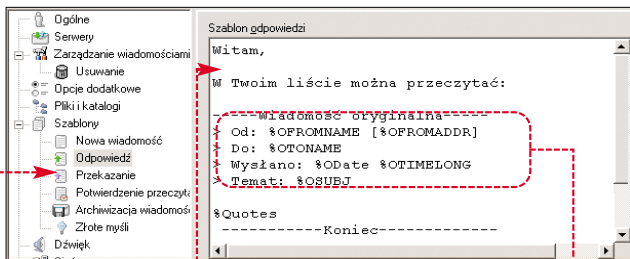 Ogólne
Serwery
Zarządzanie wiadomościami
Usuwanie
Opcje dodatkowe
Pliki i katalogi
Szablony
Nowa wiadomość
Odpowiedź
Przekazanie
Potwierdzenie przeczyta
Archiwizacja wiadomośc
Złote myśli
Dźwięk
Szablon odpowiedzi
Witam,
W Twoim liście można przeczytać:
-----Wiadomość oryginalna-----
> Od: %OFROMNAME [%OFROMADDR]
> Do: %OTONAME
> Wysłano: %ODate %OTIMELONG
> Temat: %OSUBJ
%Quotes
------------Koniec-------------